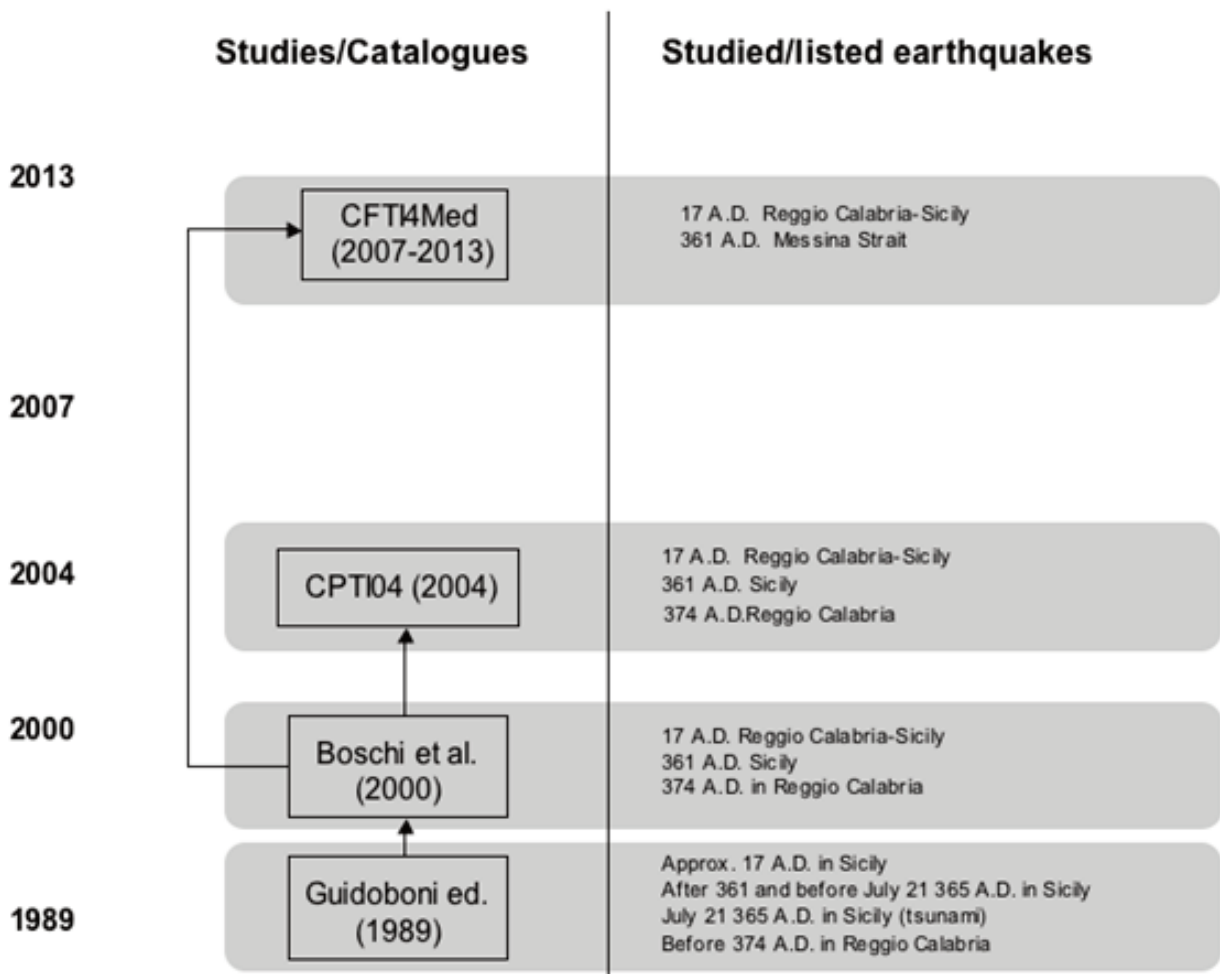 Studies/Catalogues
Studied/listed earthquakes
2013
CFTI4Med
(2007-2013)
17 A.D. Reggio Calabria-Sicily
361 A.D. Messina Strait
2007
2004
CPTI04 (2004)
17 A.D. Reggio Calabria-Sicily
361 A.D. Sicily
374 A.D.Reggio Calabria
2000
Boschi et al.
(2000)
17 A.D. Reggio Calabria-Sicily
361 A.D. Sicily
374 A.D. in Reggio Calabria
1989
Guidoboni ed.
(1989)
Approx. 17 A.D. in Sicily
After 361 and before July 21 365 A.D. in Sicily
July 21 365 A.D. in Sicily (tsunami)
Before 374 A.D. in Reggio Calabria